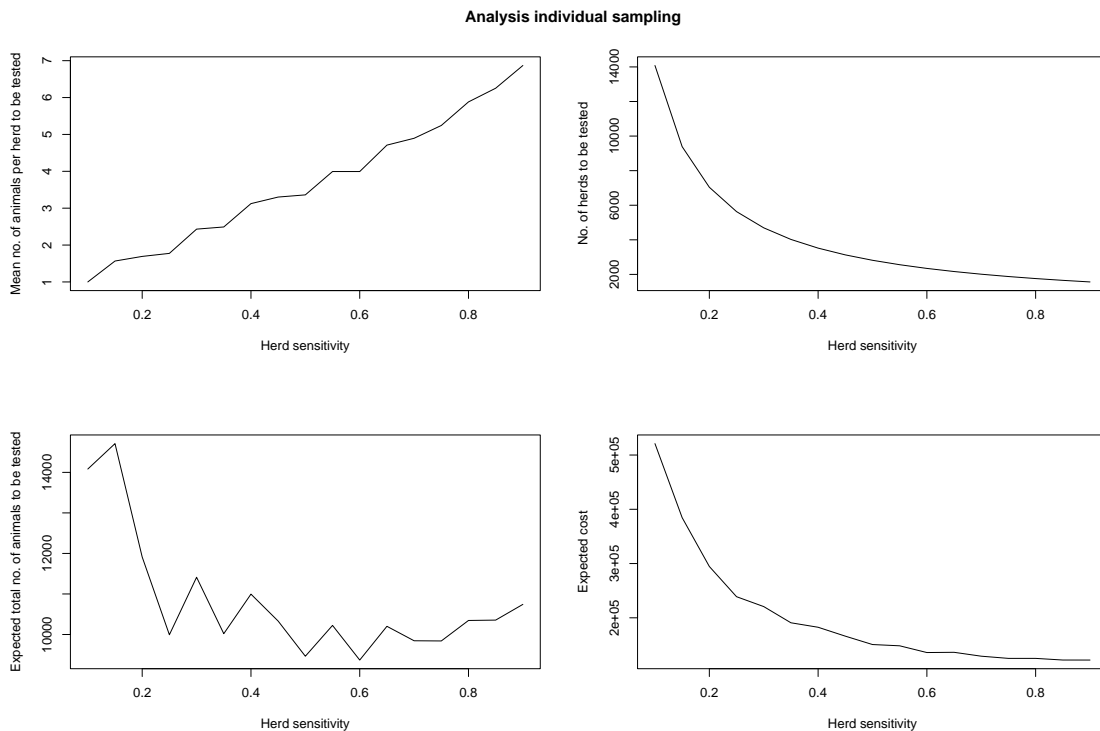 Analysis individual sampling
Mean no. of animals per herd to be tested
7
6
5
4
3
2
1
0.2 0.4 0.6 0.8
Herd sensitivity
No. of herds to be tested
14000
10000
6000
2000
0.2 0.4 0.6 0.8
Herd sensitivity
Expected total no. of animals to be tested
14000
12000
10000
0.2 0.4 0.6 0.8
Herd sensitivity
Expected cost
5e+05
4e+05
3e+05
2e+05
0.2 0.4 0.6 0.8
Herd sensitivity